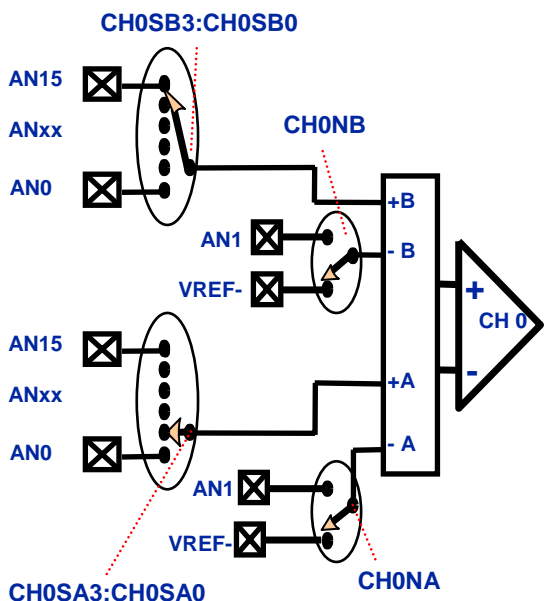 CH0SB3:CH0SB0
AN15
ANxx
AN0
CH0NB
AN1
VREF-
+B
- B
+
CH 0
-
AN15
ANxx
AN0
+A
- A
AN1
VREF-
CH0SA3:CH0SA0
CH0NA